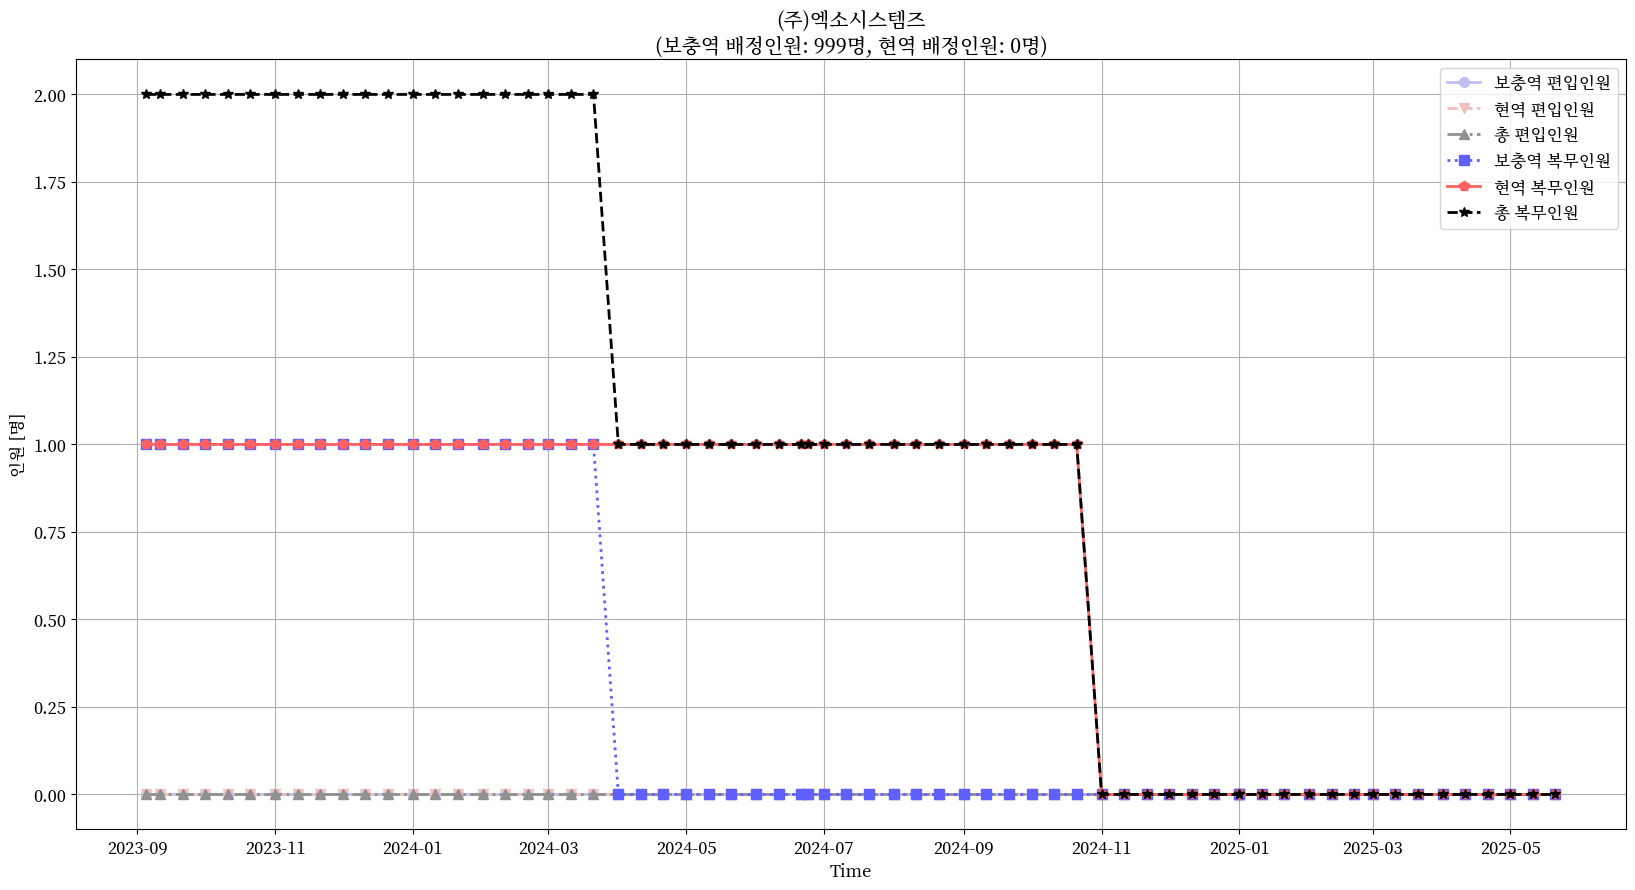 (주)엑소시스템즈
(보충역 배정인원: 999명, 현역 배정인원: 0명)
보충역 편입인원
현역 편입인원
총 편입인원
보충역 복무인원
현역 복무인원
총 복무인원
인원 [명]
2.00
1.75
1.50
1.25
1.00
0.75
0.50
0.25
0.00
2023-09
2023-11
2024-01
2024-03
2024-05
2024-07
2024-09
2024-11
2025-01
2025-03
2025-05
Time